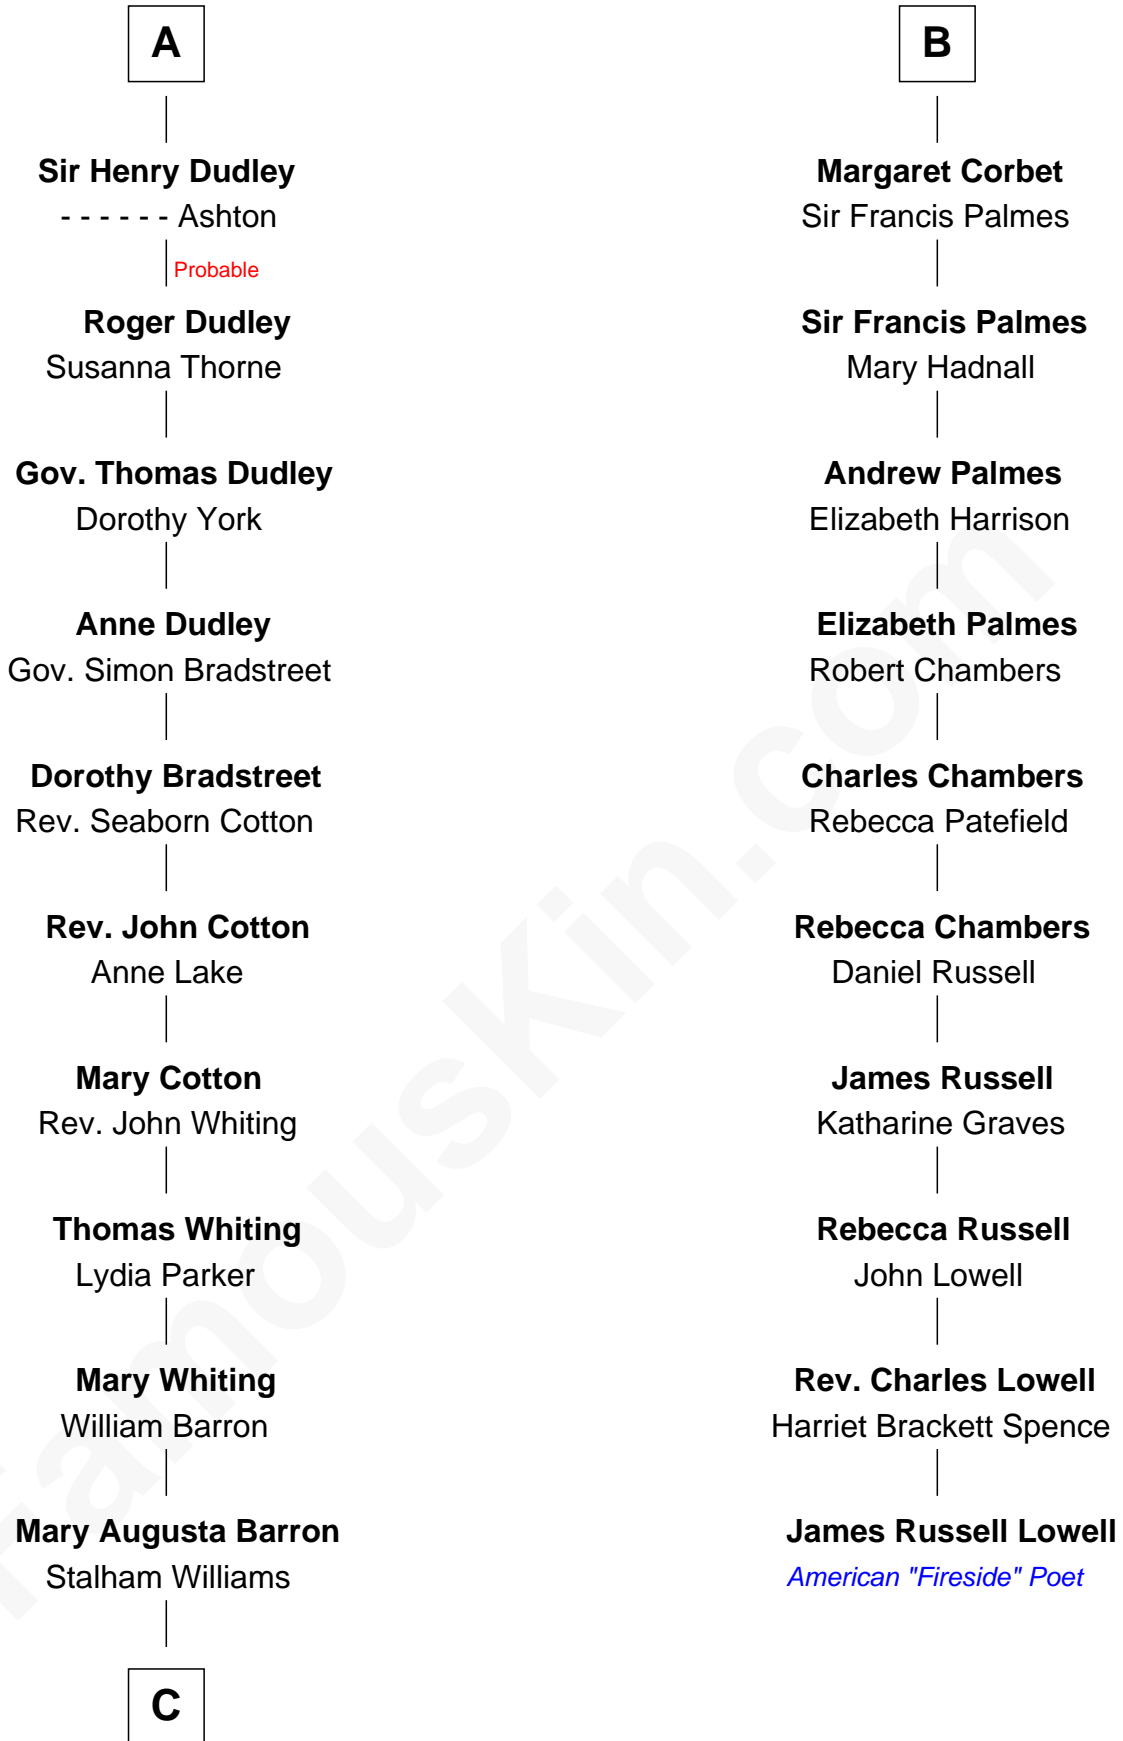 A
Sir Henry Dudley
- - - - - - Ashton
Probable
Roger Dudley
Susanna Thorne
Gov. Thomas Dudley
Dorothy York
Anne Dudley
Gov. Simon Bradstreet
Dorothy Bradstreet
Rev. Seaborn Cotton
Rev. John Cotton
Anne Lake
Mary Cotton
Rev. John Whiting
Thomas Whiting
Lydia Parker
Mary Whiting
William Barron
Mary Augusta Barron
Stalham Williams
C
B
Margaret Corbet
Sir Francis Palmes
Sir Francis Palmes
Mary Hadnall
Andrew Palmes
Elizabeth Harrison
Elizabeth Palmes
Robert Chambers
Charles Chambers
Rebecca Patefield
Rebecca Chambers
Daniel Russell
James Russell
Katharine Graves
Rebecca Russell
John Lowell
Rev. Charles Lowell
Harriet Brackett Spence
James Russell Lowell
American "Fireside" Poet
FamousKin.com